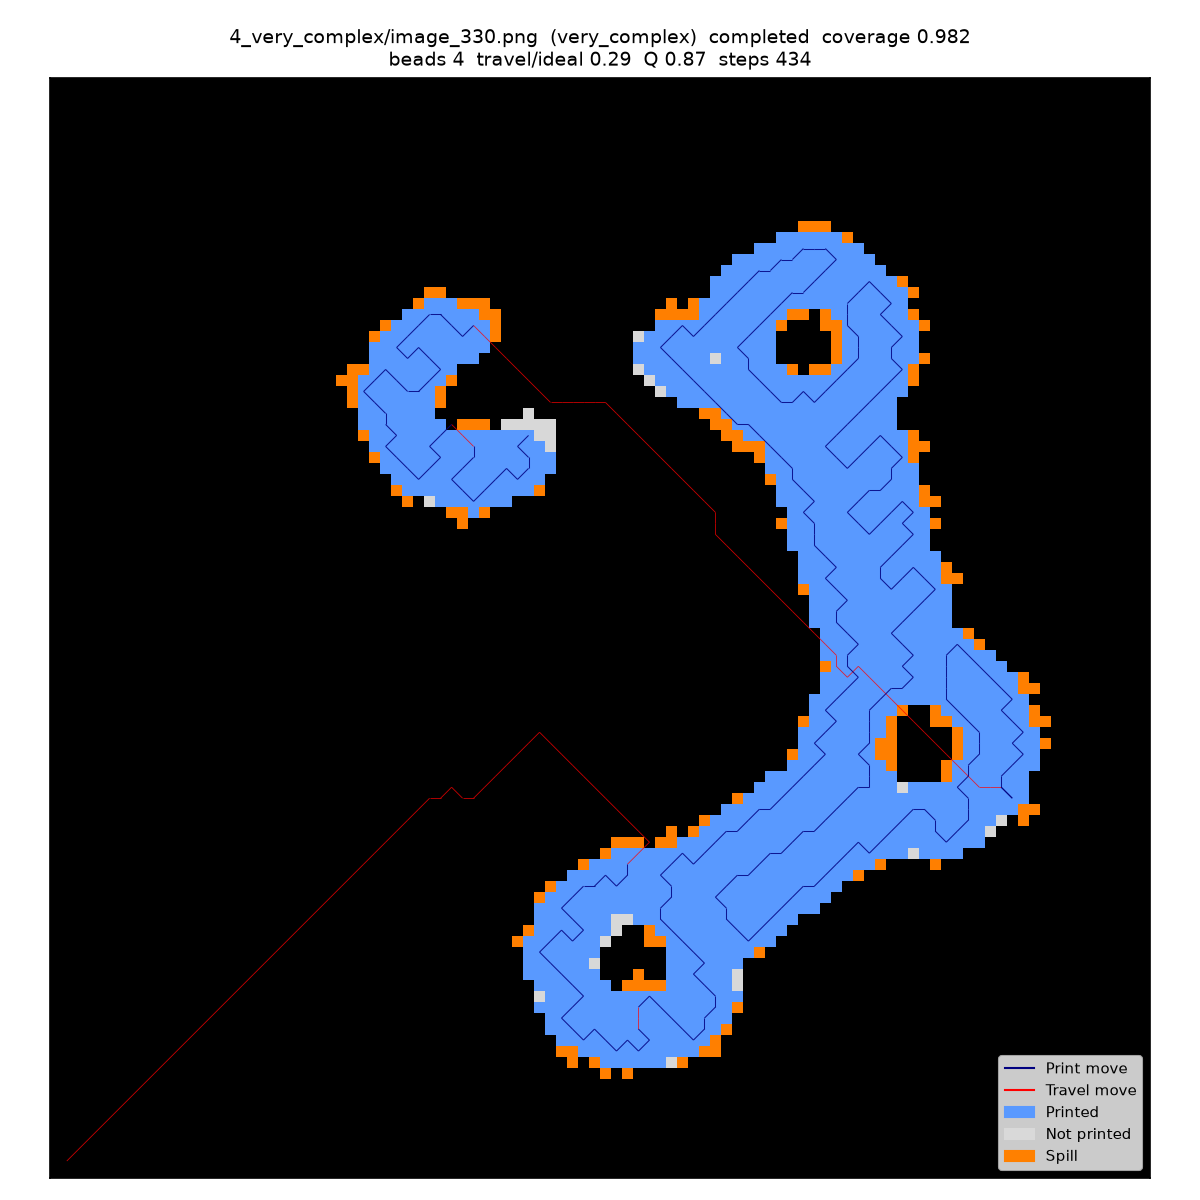 4_very_complex/image_330.png  (very_complex)  completed  coverage 0.982
beads 4  travel/ideal 0.29  Q 0.87  steps 434
Print move
Travel move
Printed
Not printed
Spill